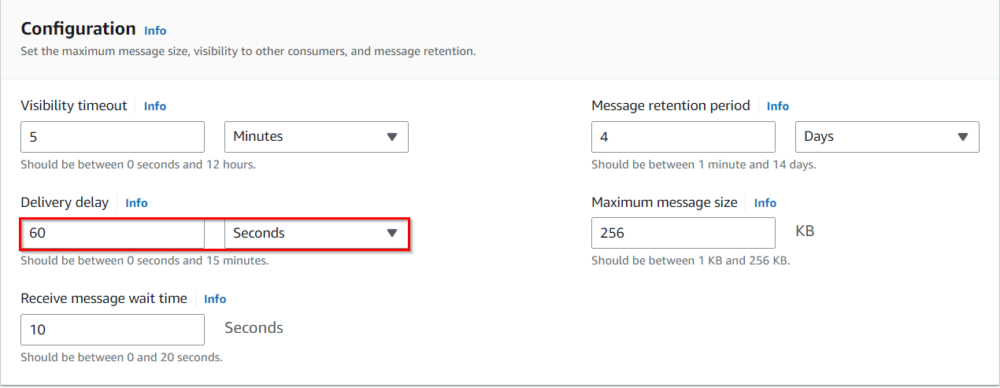 Configuration Info
Set the maximum message size, visibility to other consumers, and message retention.
Visibility timeout Info
5 Minutes
Should be between 0 seconds and 12 hours.
Message retention period Info
4 Days
Should be between 1 minute and 14 days.
Delivery delay Info
60 Seconds
Should be between 0 seconds and 15 minutes.
Maximum message size Info
256 KB
Should be between 1 KB and 256 KB.
Receive message wait time Info
10 Seconds
Should be between 0 and 20 seconds.